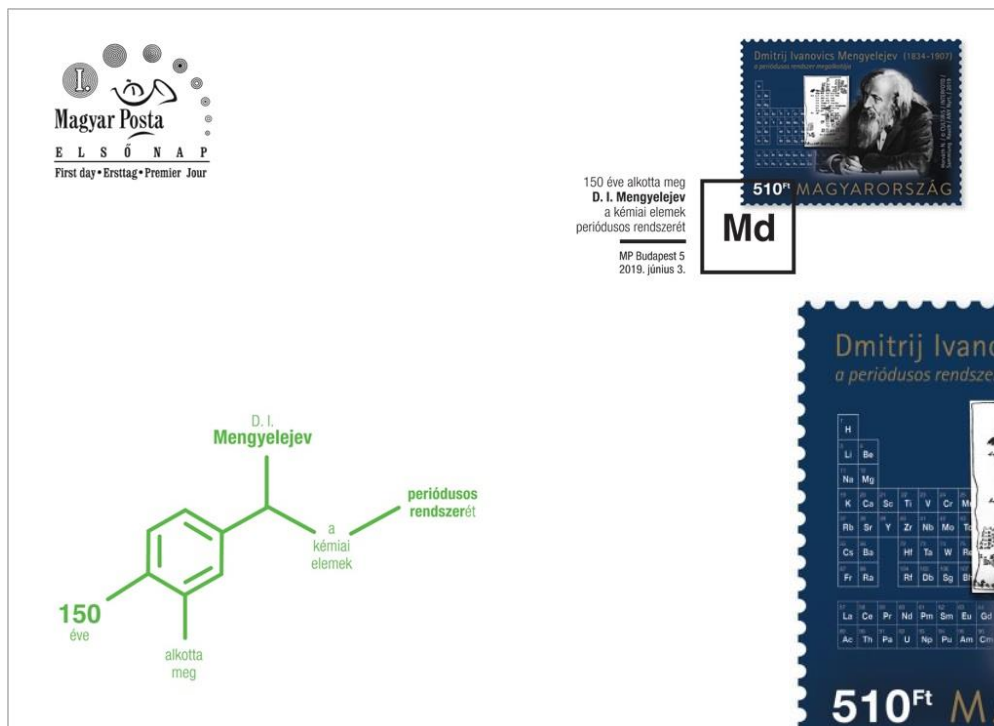 I.
Magyar Posta
ELSŐ NAP
First day•Ersttag•Premier Jour
Dmitrij Ivanovics Mengyelejev (1834-1907)
a periódusos rendszer megalkotója
510Ft MAGYARORSZÁG
150 éve alkotta meg
D. I. Mengyelejev
a kémiai elemek
periódusos rendszerét
MP Budapest 5
2019. június 3.
Md
D. I.
Mengyelejev
periódusos
rendszerét
a
kémiai
elemek
150
éve
alkotta
meg
Dmitrij Ivano
a periódusos rendsze
H
Li Be
Na Mg
K Ca Sc Ti V Cr
Rb Sr Y Zr Nb Mo
Cs Ba Hf Ta W
Fr Ra Rf Db Sg
La Ce Pr Nd Pm Sm Eu Gd
Ac Th Pa U Np Pu Am Cm
510Ft M